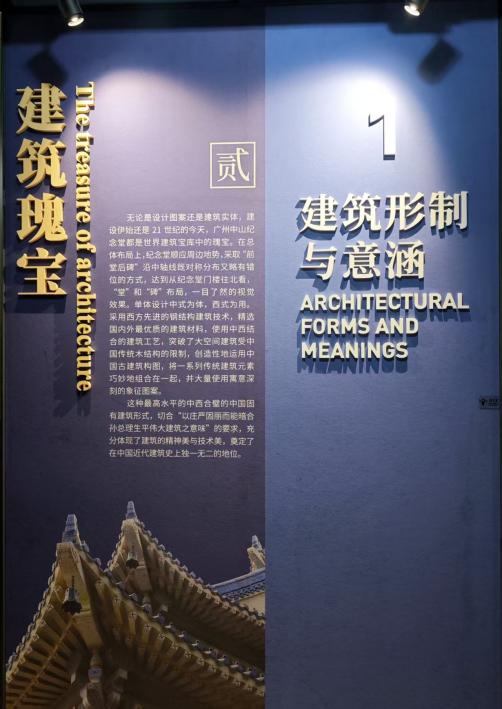 建筑瑰宝
The treasure of architecture
贰
无论是设计图案还是建筑实体，建
设伊始还是 21 世纪的今天，广州中山纪
念堂都是世界建筑宝库中的瑰宝。在总
体布局上，纪念堂顺应周边地势，采取“前
堂后碑”沿中轴线既对称分布又略有错
位的方式，达到从纪念堂门楼往北看，
“堂”和“碑”布局，一目了然的视觉
效果。单体设计中式为体，西式为用。
采用西方先进的钢结构建筑技术，精选
国内外最优质的建筑材料，使用中西结
合的建筑工艺，突破了大空间建筑受中
国传统木结构的限制，创造性地运用中
国古建筑构图，将一系列传统建筑元素
巧妙地组合在一起，并大量使用寓意深
刻的象征图案。
这种最高水平的中西合璧的中国固
有建筑形式，切合“以庄严固丽而能暗合
孙总理生平伟大建筑之意味”的要求，充
分体现了建筑的精神美与技术美，奠定了
在中国近代建筑史上独一无二的地位。
1
建筑形制
与意涵
ARCHITECTURAL
FORMS AND
MEANINGS